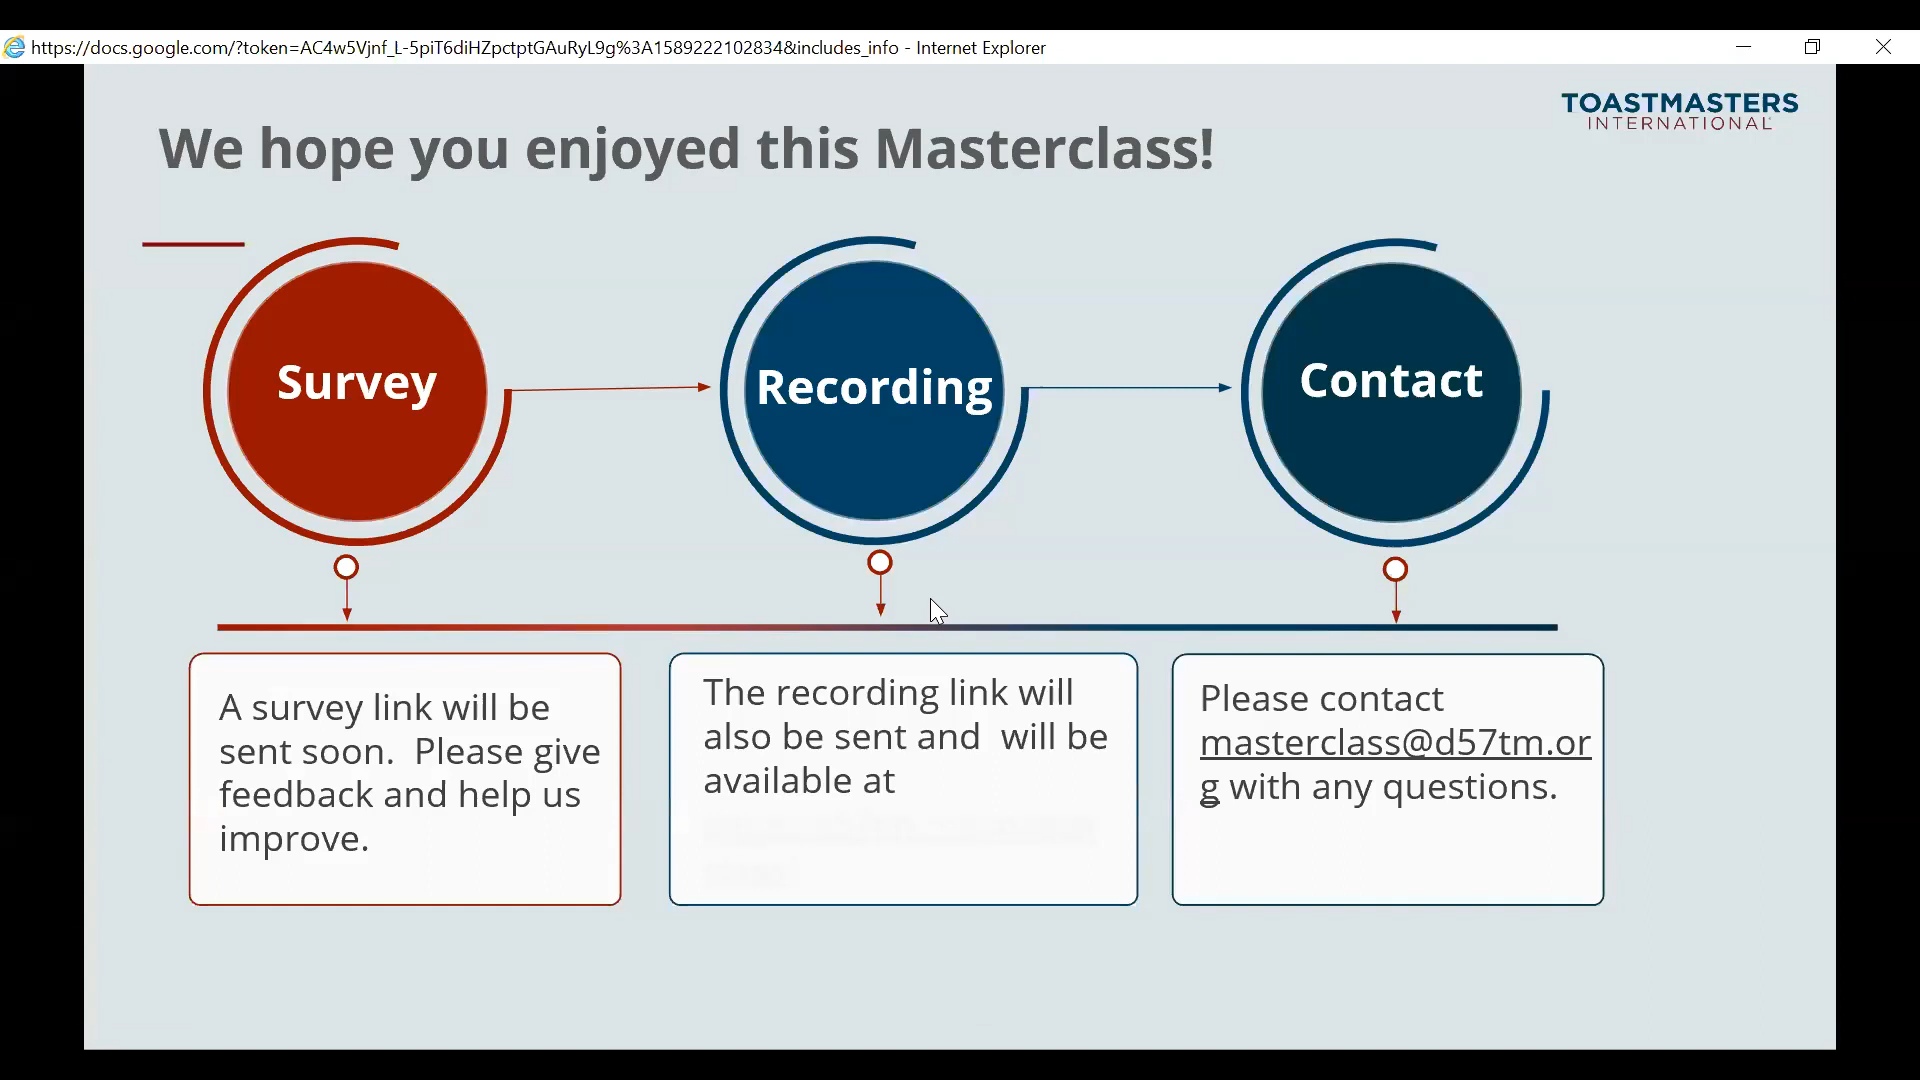 https://docs.google.com/?token=AC4w5Vjnf_L-5piT6diHZpctptGAuRyL9g%3A1589222102834&includes_info - Internet Explorer
TOASTMASTERS
INTERNATIONAL
We hope you enjoyed this Masterclass!
Survey
Recording
Contact
A survey link will be
sent soon.  Please give
feedback and help us
improve.
The recording link will
also be sent and  will be
available at
Please contact
masterclass@d57tm.or
g with any questions.